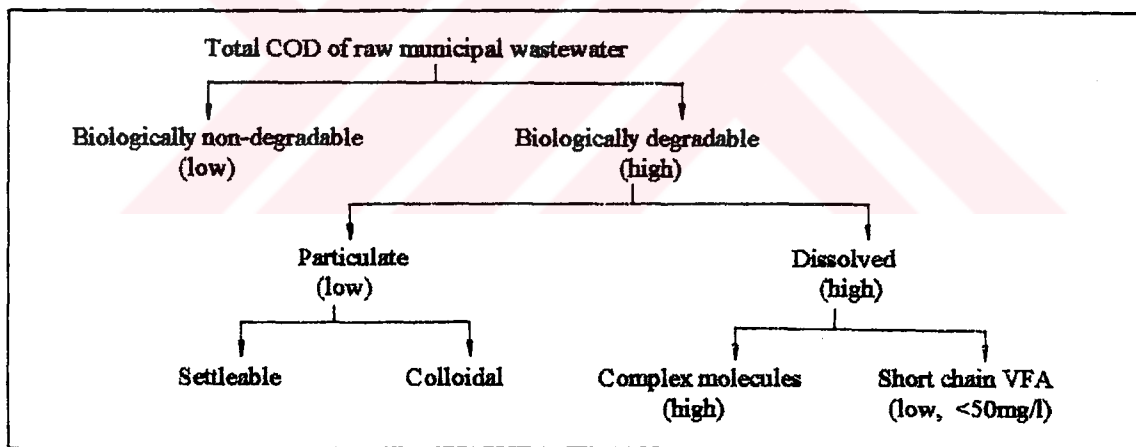 Total COD of raw municipal wastewater
Biologically non-degradable
(low)
Biologically degradable
(high)
Particulate
(low)
Dissolved
(high)
Settleable
Colloidal
Complex molecules
(high)
Short chain VFA
(low, <50mg/l)